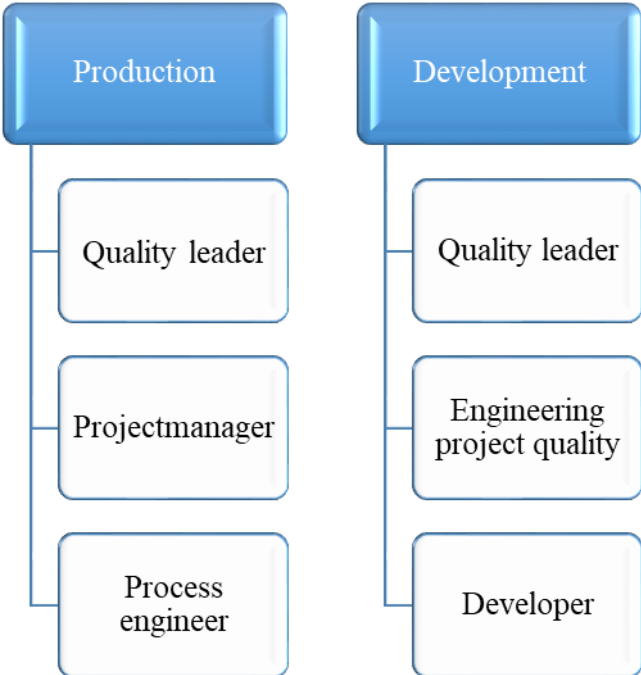 Production
Quality leader
Projectmanager
Process
engineer
Development
Quality leader
Engineering
project quality
Developer